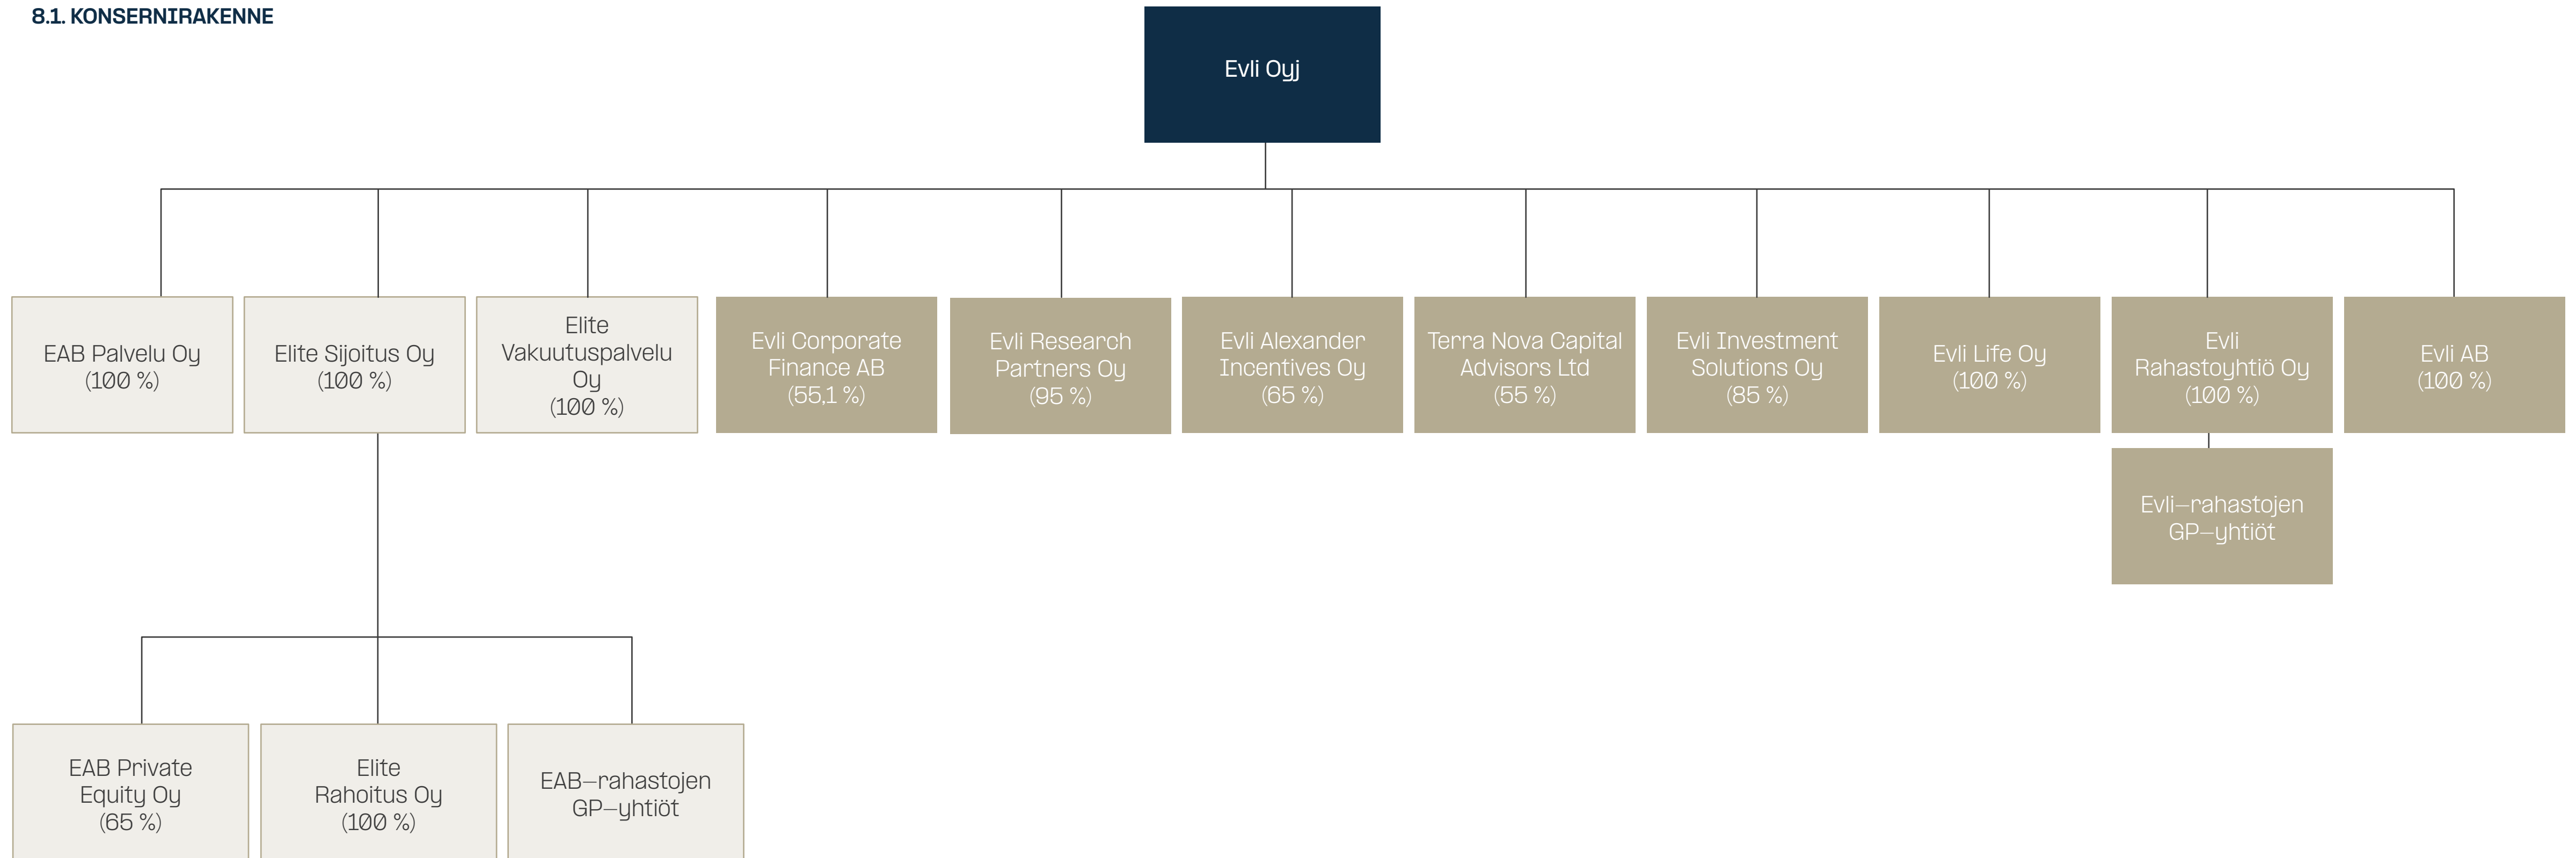 8.1. KONSERNIRAKENNE
Evli Oyj
EAB Palvelu Oy
(100 %)
Elite Sijoitus Oy
(100 %)
Elite
Vakuutuspalvelu
Oy
(100 %)
Evli Corporate
Finance AB
(55,1 %)
Evli Research
Partners Oy
(95 %)
Evli Alexander
Incentives Oy
(65 %)
Terra Nova Capital
Advisors Ltd
(55 %)
Evli Investment
Solutions Oy
(85 %)
Evli Life Oy
(100 %)
Evli
Rahastoyhtiö Oy
(100 %)
Evli AB
(100 %)
Evli–rahastojen
GP–yhtiöt
EAB Private
Equity Oy
(65 %)
Elite
Rahoitus Oy
(100 %)
EAB–rahastojen
GP–yhtiöt